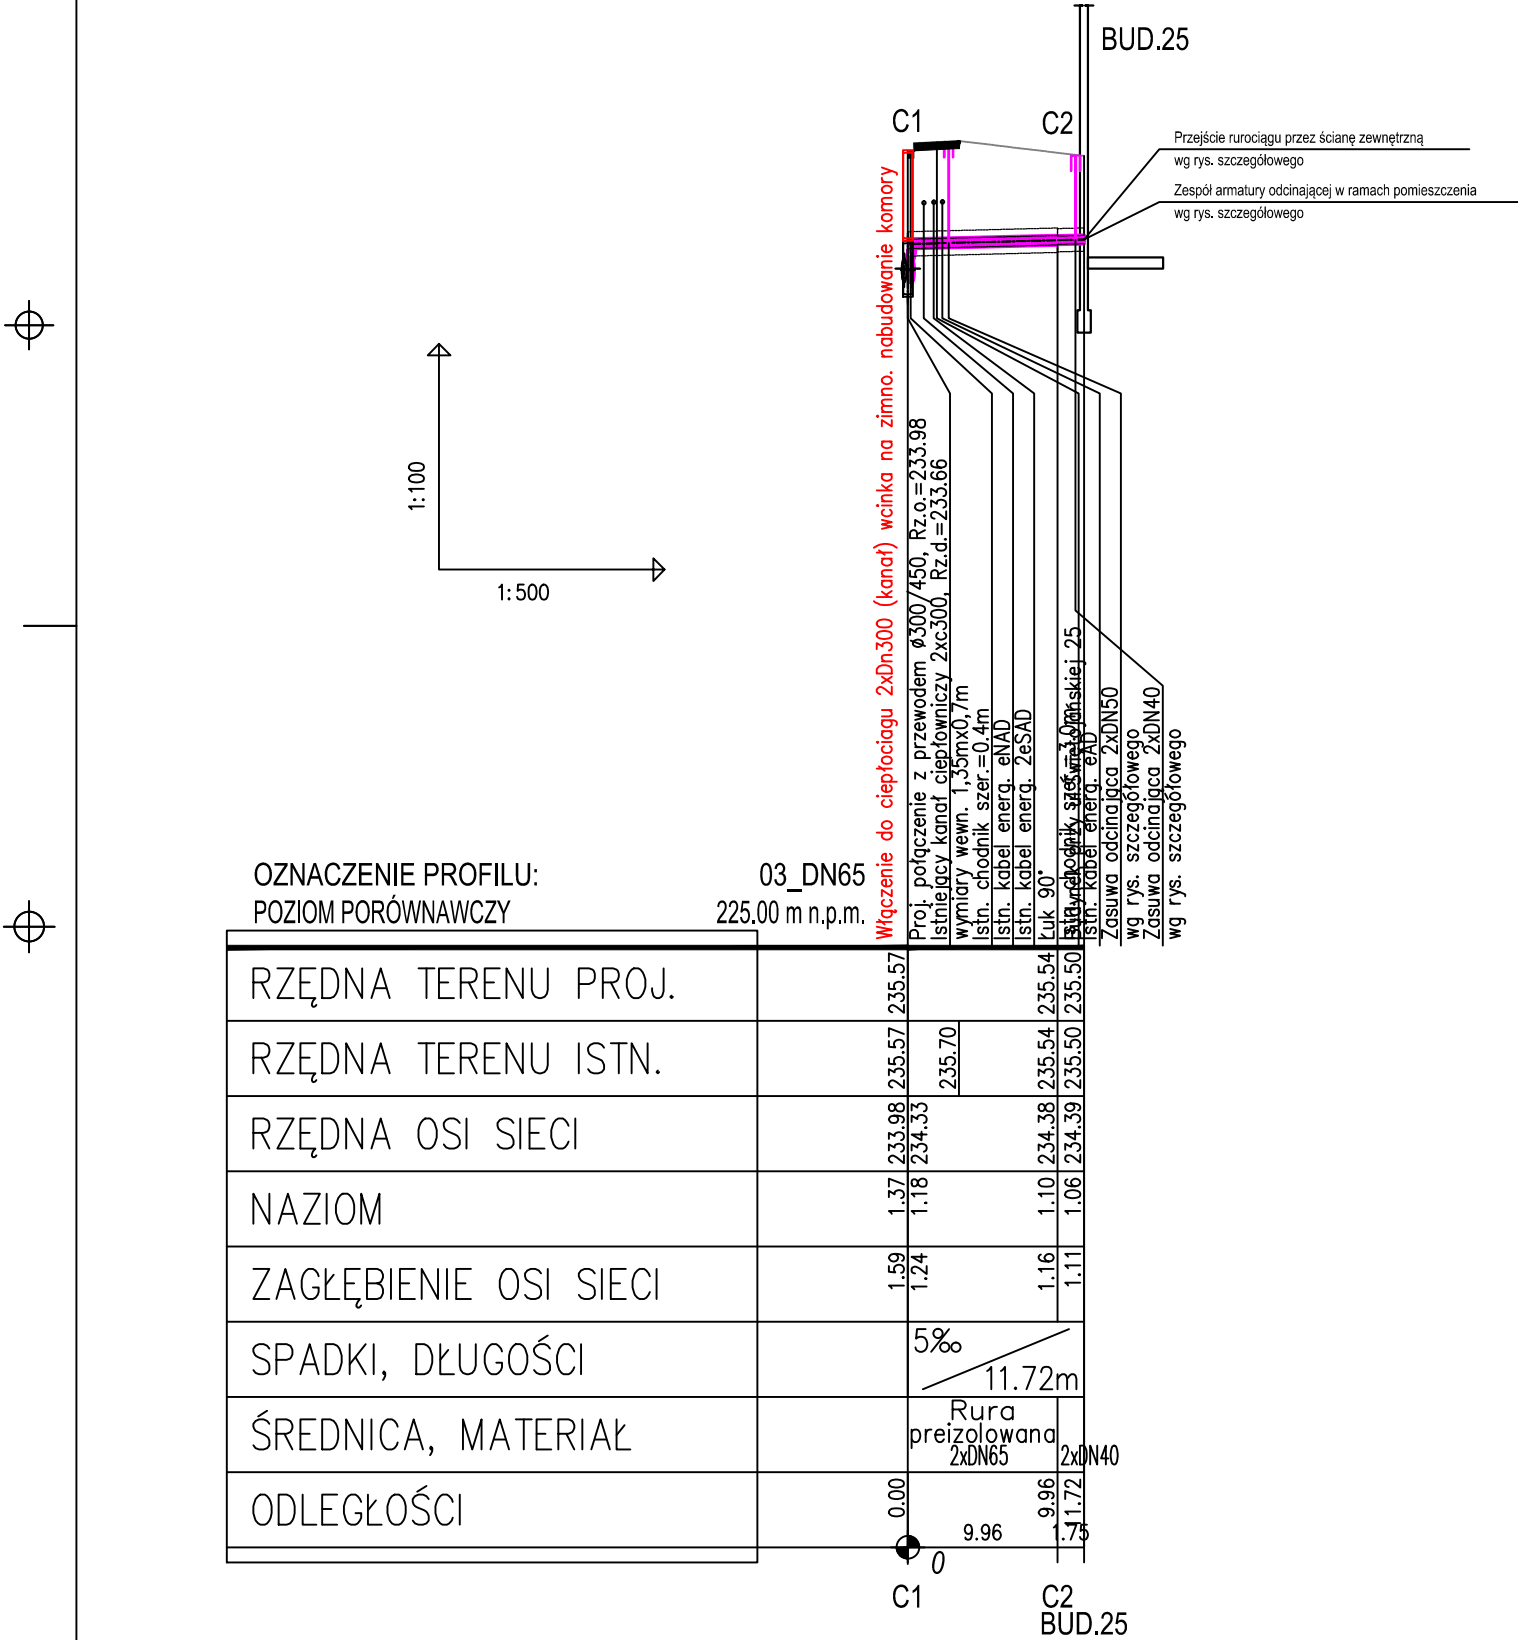 BUD.25
C1
C2
Przejście rurociągu przez ścianę zewnętrzną
wg rys. szczegółowego
Zespół armatury odcinającej w ramach pomieszczenia
wg rys. szczegółowego
1:100
1:500
Włączenie do ciepłociągu 2xDn300 (kanał) wcinka na zimno. nabudowanie komory
Proj. połączenie z przewodem ø300/450, Rz.o.=233.98
Istniejący kanał ciepłowniczy 2xc300, Rz.d.=233.66
wymiary wewn. 1,35mx0,7m
Istn. chodnik szer.=0.4m
Istn. kabel energ. eNAD
Istn. kabel energ. 2eSAD
Łuk 90°
Istn. chodnik szer.=3.0m
Istn. kabel energ. eAD
Zasuwa odcinająca 2xDN50
wg rys. szczegółowego
Zasuwa odcinająca 2xDN40
wg rys. szczegółowego
OZNACZENIE PROFILU: 03_DN65
POZIOM PORÓWNAWCZY 225.00 m n.p.m.
RZĘDNA TERENU PROJ. 235.57 235.54 235.50
RZĘDNA TERENU ISTN. 235.57 235.70 235.54 235.50
RZĘDNA OSI SIECI 233.98 234.33 234.38 234.39
NAZIOM 1.37 1.18 1.10 1.06
ZAGŁĘBIENIE OSI SIECI 1.59 1.24 1.16 1.11
SPADKI, DŁUGOŚCI 5‰ 11.72m
ŚREDNICA, MATERIAŁ Rura
preizolowana
2xDN65 2xDN40
ODLEGŁOŚCI 0.00 9.96 11.72
9.96 1.75
0
C1 C2
BUD.25